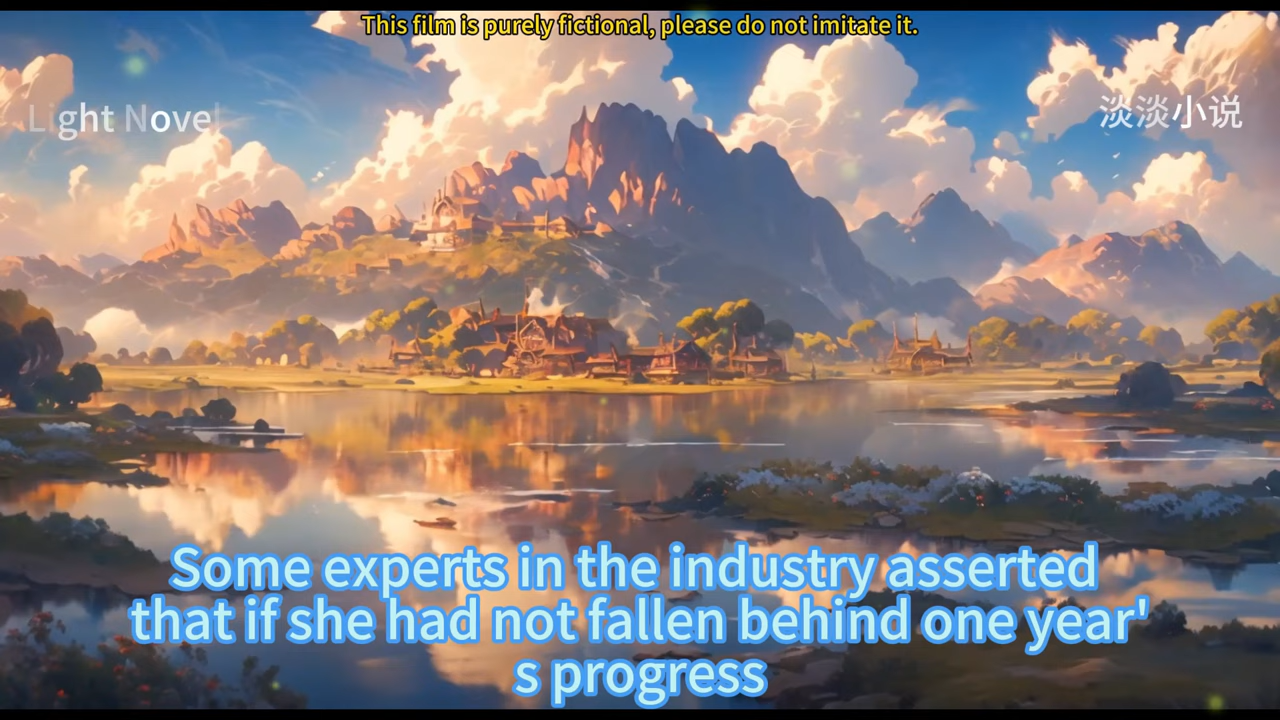 This film is purely fictional, please do not imitate it.
Light Novel
淡淡小说
Some experts in the industry asserted
that if she had not fallen behind one year'
s progress